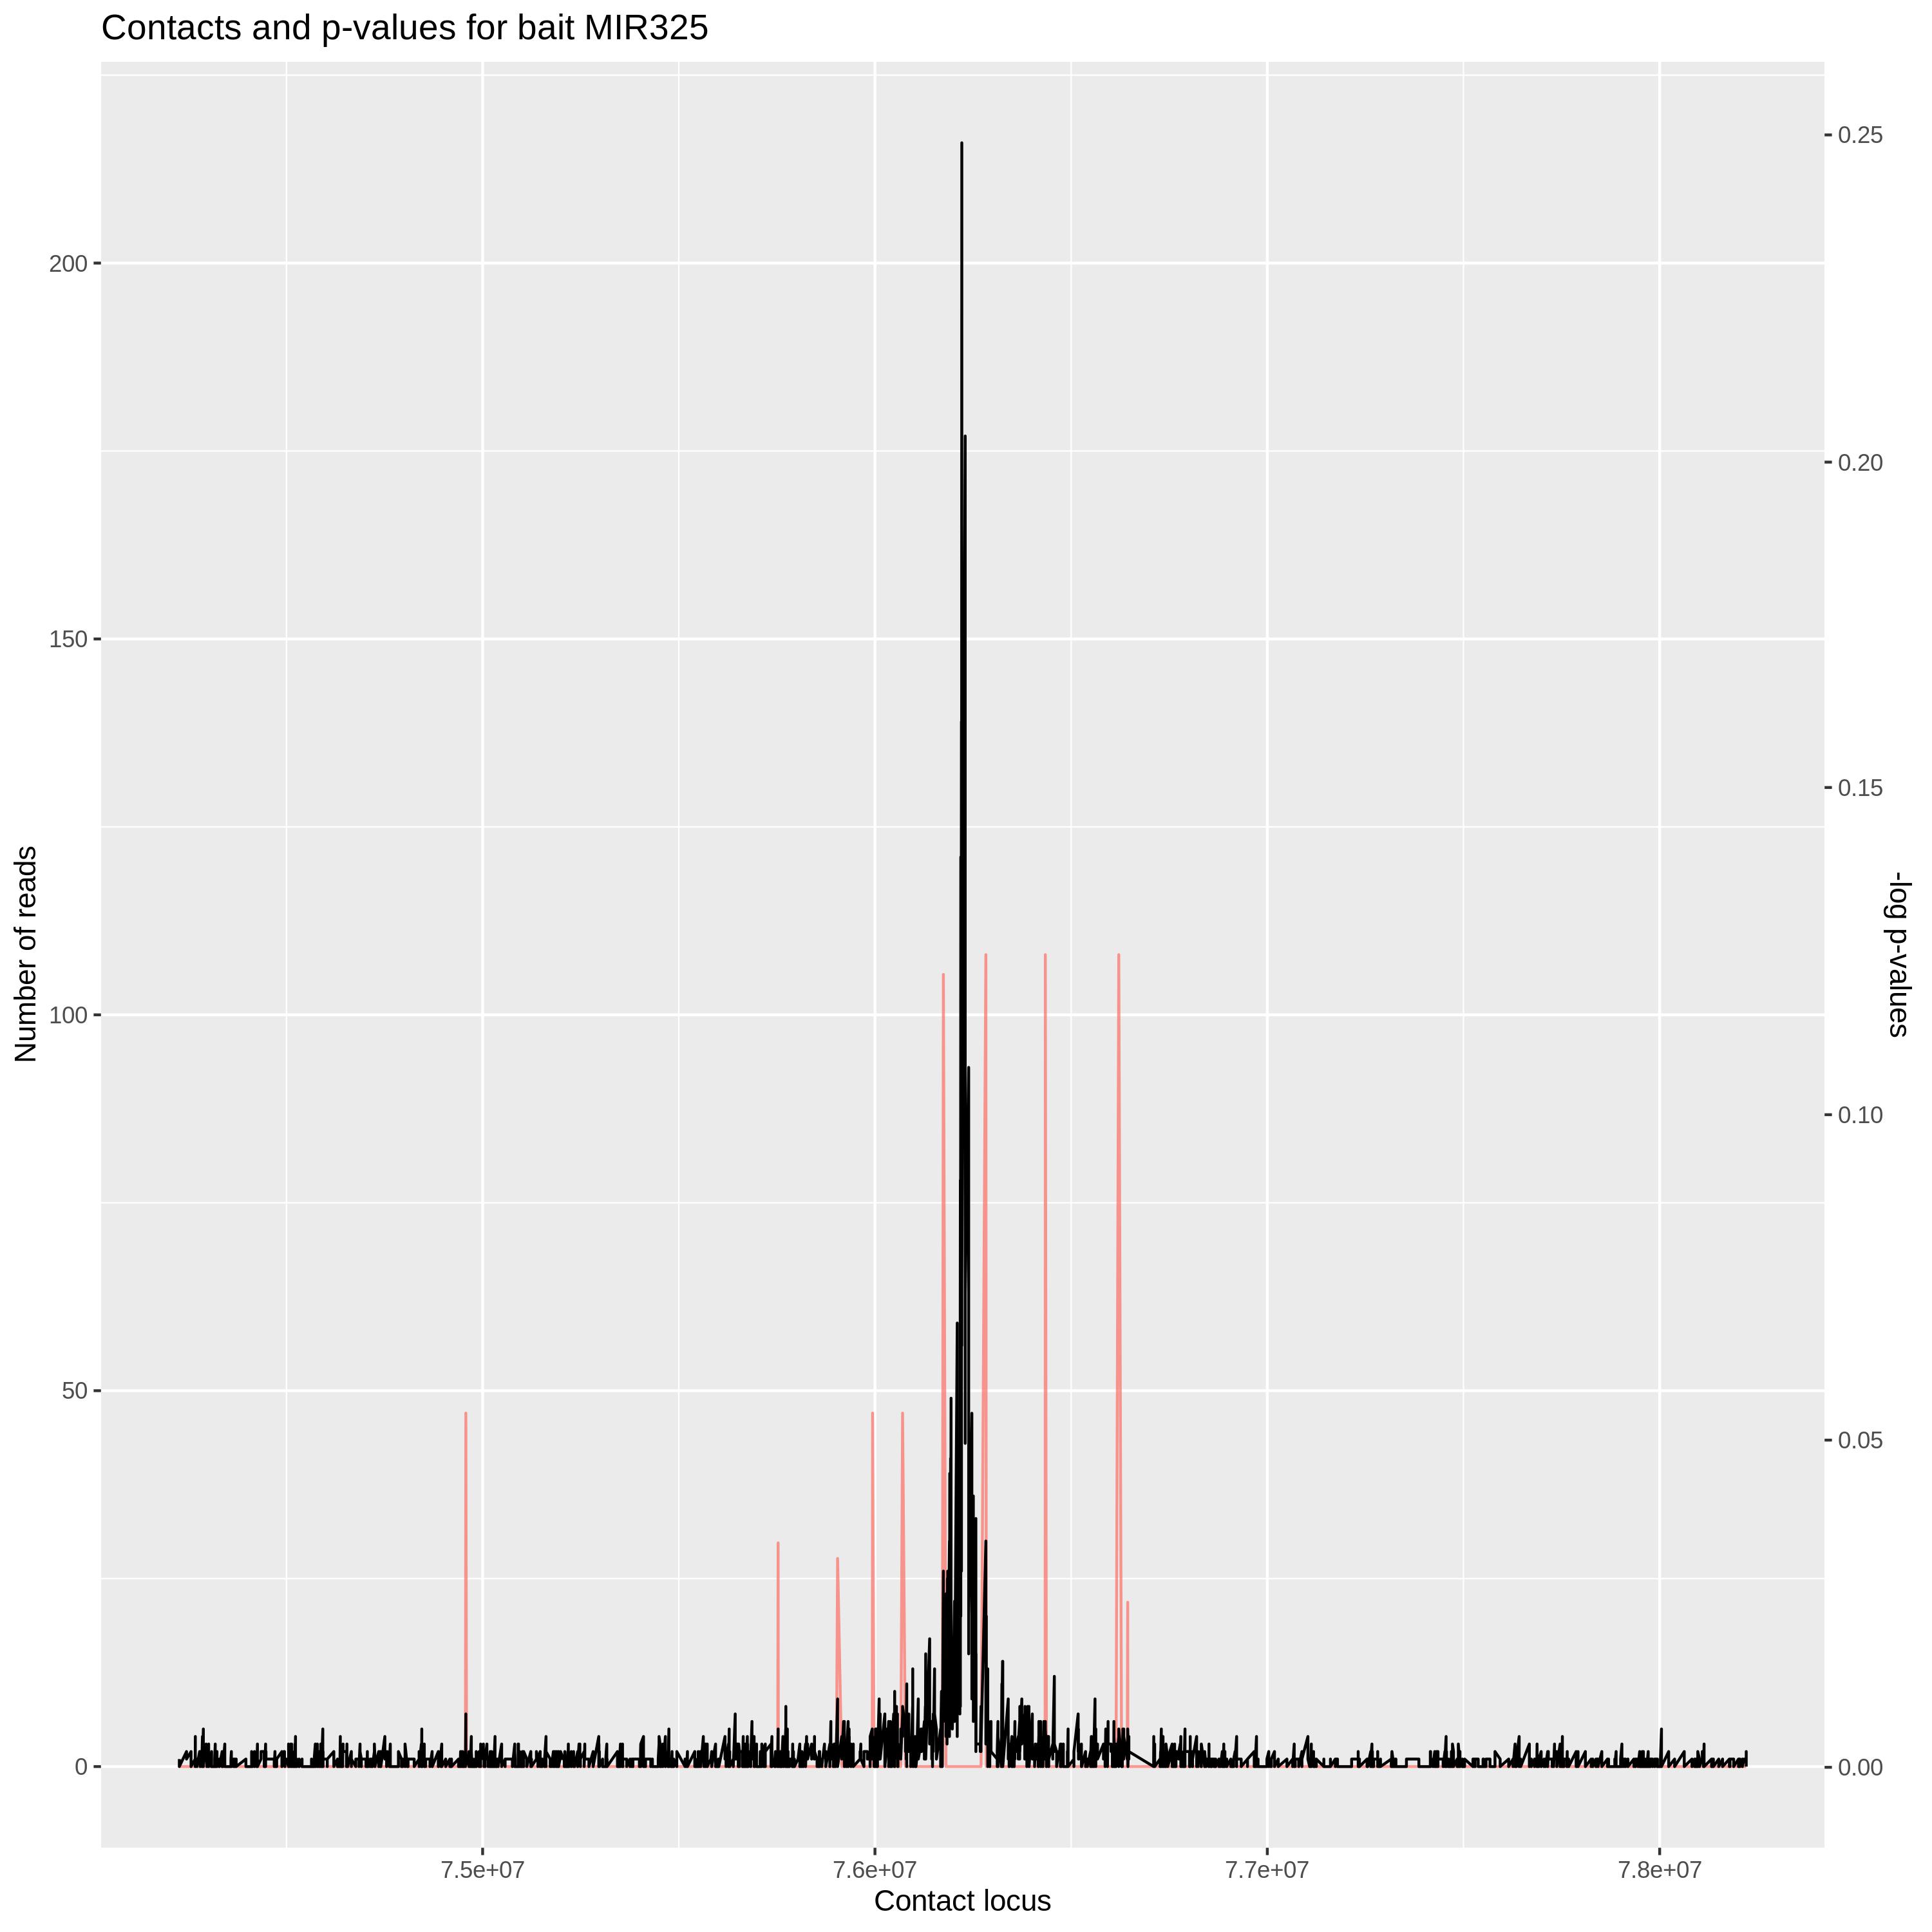 Contacts and p-values for bait MIR325
Number of reads
200
150
100
50
0
0.25
0.20
0.15
0.10
0.05
0.00
-log p-values
7.5e+07 7.6e+07 7.7e+07 7.8e+07
Contact locus